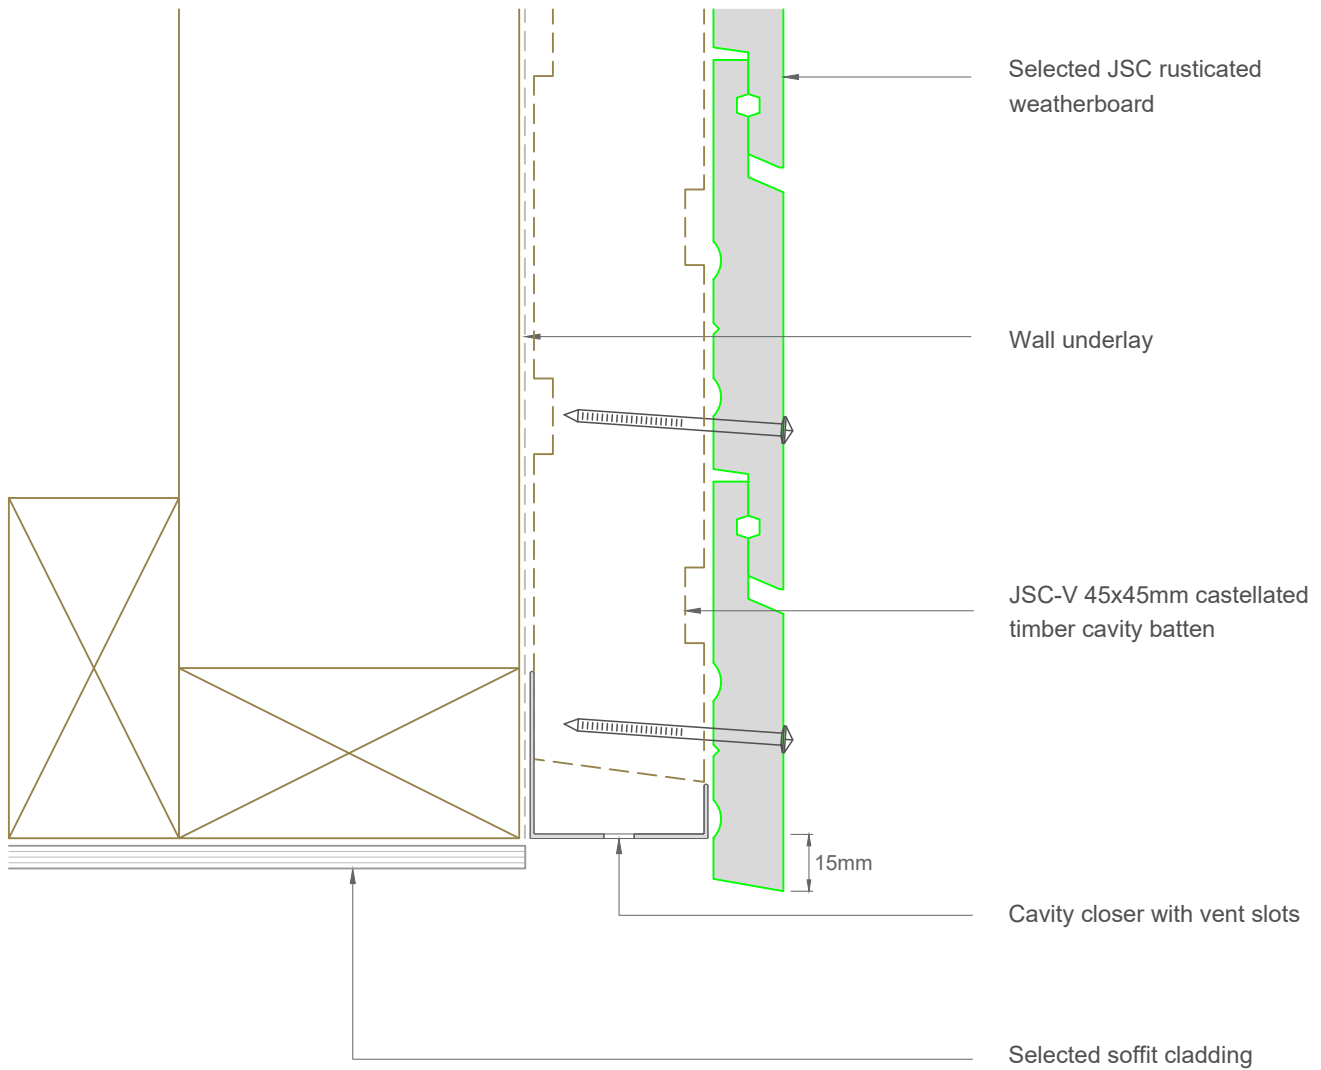 Selected JSC rusticated
weatherboard
Wall underlay
JSC-V 45x45mm castellated
timber cavity batten
15mm
Cavity closer with vent slots
Selected soffit cladding